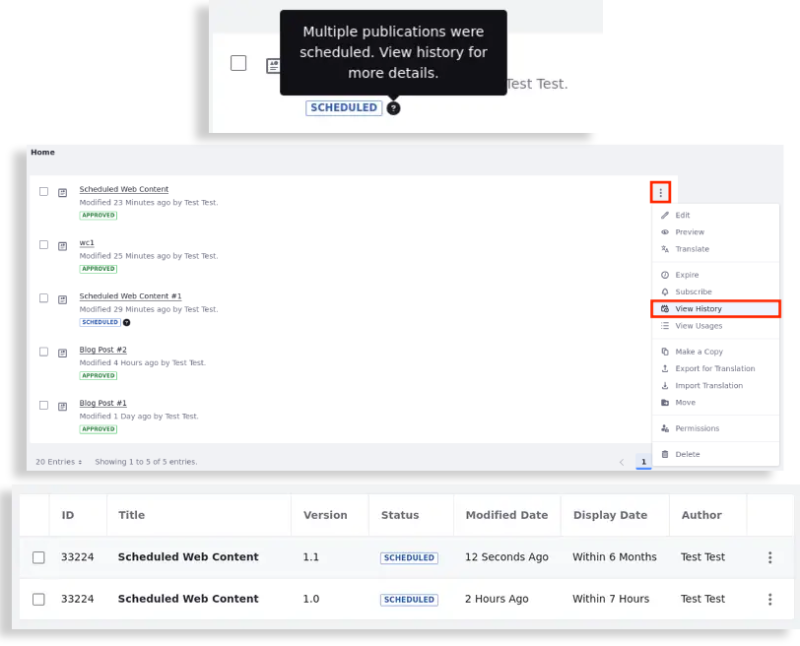 Multiple publications were
scheduled. View history for
more details.
Test Test.
SCHEDULED ?
Home
Scheduled Web Content
Modified 23 Minutes ago by Test Test.
APPROVED
wc1
Modified 25 Minutes ago by Test Test.
APPROVED
Scheduled Web Content #1
Modified 29 Minutes ago by Test Test.
SCHEDULED ?
Blog Post #2
Modified 4 Hours ago by Test Test.
APPROVED
Blog Post #1
Modified 1 Day ago by Test Test.
APPROVED
20 Entries Showing 1 to 5 of 5 entries.
1
Edit
Preview
Translate
Expire
Subscribe
View History
View Usages
Make a Copy
Export for Translation
Import Translation
Move
Permissions
Delete
ID Title Version Status Modified Date Display Date Author
33224 Scheduled Web Content 1.1 SCHEDULED 12 Seconds Ago Within 6 Months Test Test
33224 Scheduled Web Content 1.0 SCHEDULED 2 Hours Ago Within 7 Hours Test Test